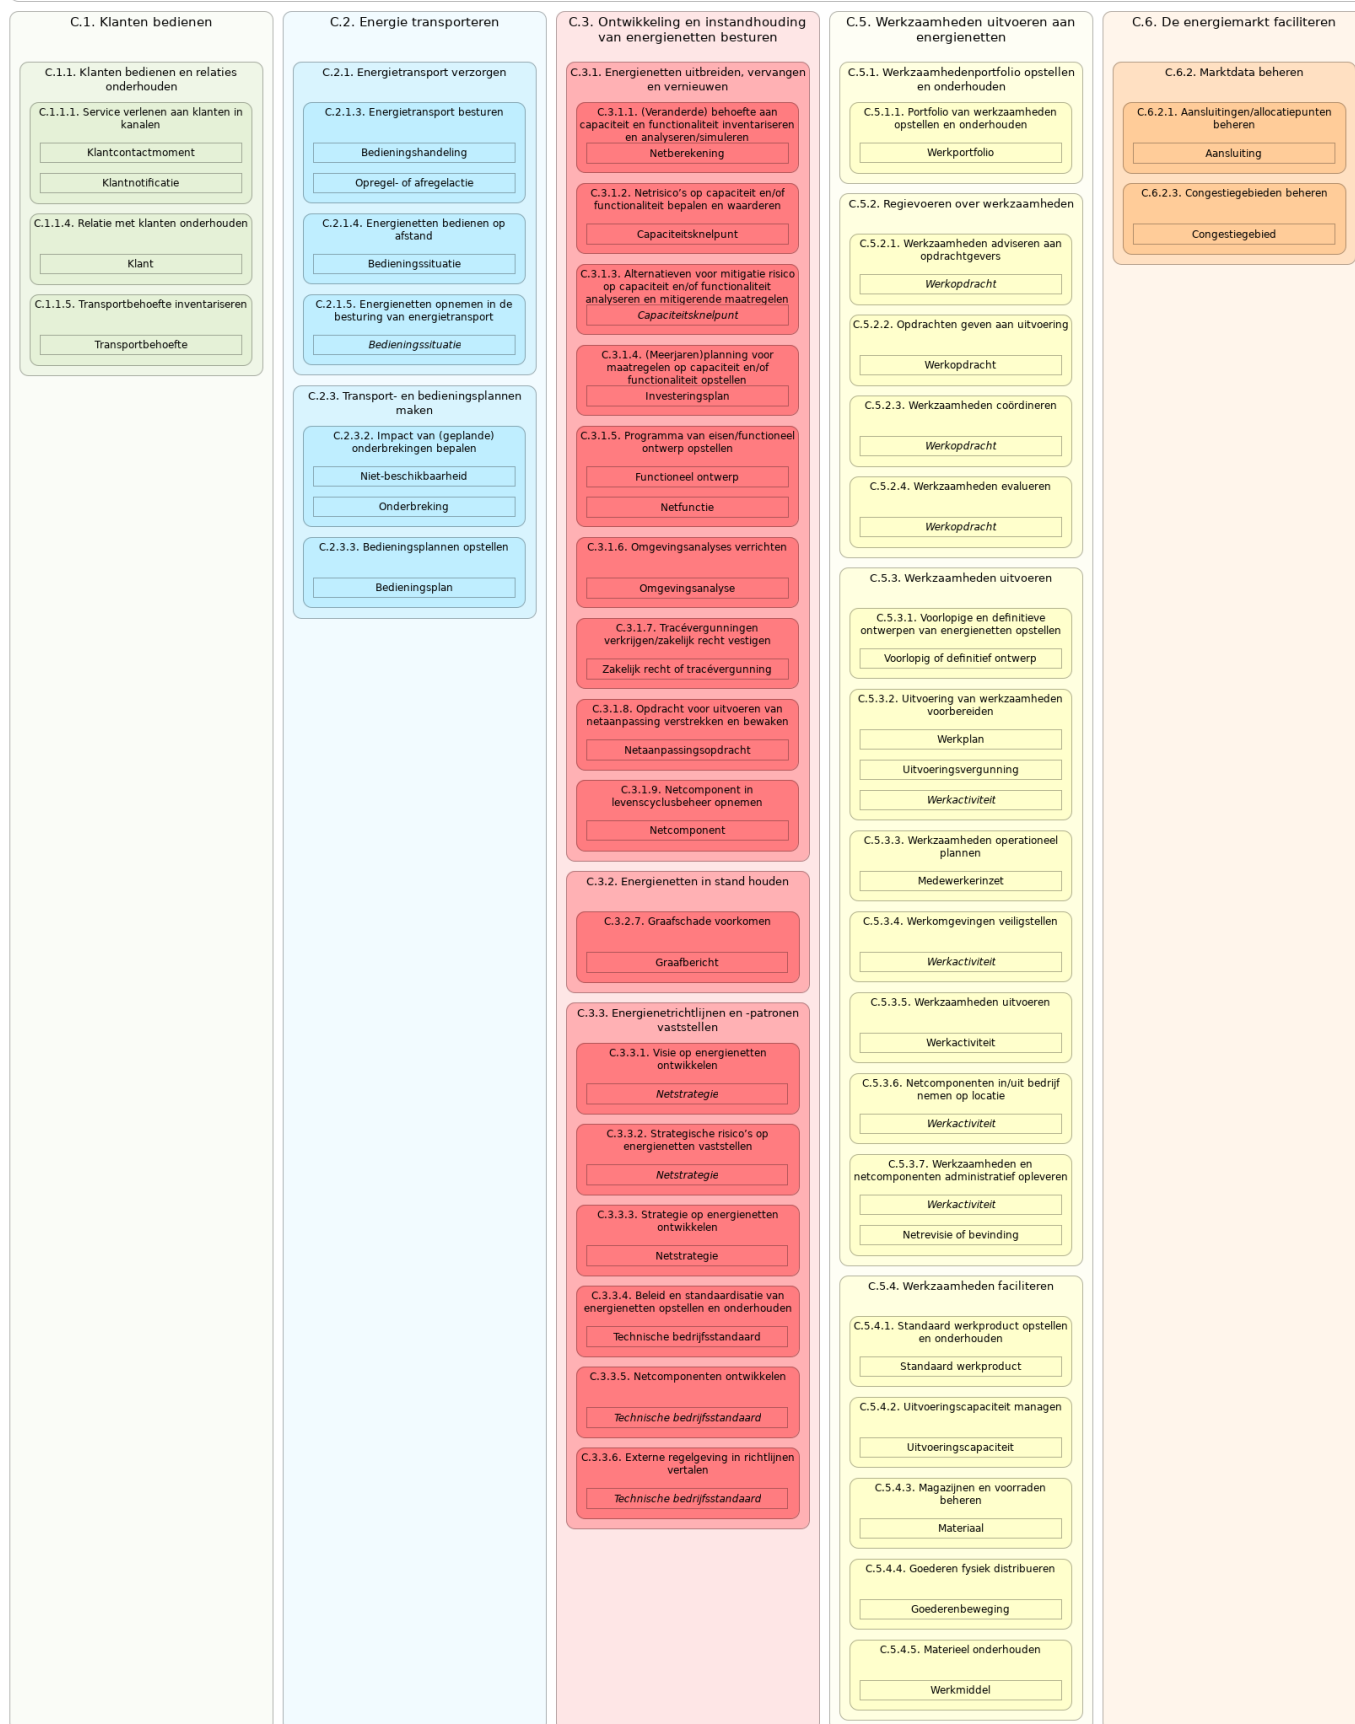 C.1. Klanten bedienen
C.1.1. Klanten bedienen en relaties
onderhouden
C.1.1.1. Service verlenen aan klanten in
kanalen
Klantcontactmoment
Klantnotificatie
C.1.1.4. Relatie met klanten onderhouden
Klant
C.1.1.5. Transportbehoefte inventariseren
Transportbehoefte
C.2. Energie transporteren
C.2.1. Energietransport verzorgen
C.2.1.3. Energietransport besturen
Bedieningshandeling
Opregel- of afregelactie
C.2.1.4. Energienetten bedienen op
afstand
Bedieningssituatie
C.2.1.5. Energienetten opnemen in de
besturing van energietransport
Bedieningssituatie
C.2.3. Transport- en bedieningsplannen
maken
C.2.3.2. Impact van (geplande)
onderbrekingen bepalen
Niet-beschikbaarheid
Onderbreking
C.2.3.3. Bedieningsplannen opstellen
Bedieningsplan
C.3. Ontwikkeling en instandhouding
van energienetten besturen
C.3.1. Energienetten uitbreiden, vervangen
en vernieuwen
C.3.1.1. (Veranderde) behoefte aan
capaciteit en functionaliteit inventariseren
en analyseren/simuleren
Netberekening
C.3.1.2. Netrisico’s op capaciteit en/of
functionaliteit bepalen en waarderen
Capaciteitsknelpunt
C.3.1.3. Alternatieven voor mitigatie risico
op capaciteit en/of functionaliteit
analyseren en mitigerende maatregelen
Capaciteitsknelpunt
C.3.1.4. (Meerjaren)planning voor
maatregelen op capaciteit en/of
functionaliteit opstellen
Investeringsplan
C.3.1.5. Programma van eisen/functioneel
ontwerp opstellen
Functioneel ontwerp
Netfunctie
C.3.1.6. Omgevingsanalyses verrichten
Omgevingsanalyse
C.3.1.7. Tracévergunningen
verkrijgen/zakelijk recht vestigen
Zakelijk recht of tracévergunning
C.3.1.8. Opdracht voor uitvoeren van
netaanpassing verstrekken en bewaken
Netaanpassingsopdracht
C.3.1.9. Netcomponent in
levenscyclusbeheer opnemen
Netcomponent
C.3.2. Energienetten in stand houden
C.3.2.7. Graafschade voorkomen
Graafbericht
C.3.3. Energienetrichtlijnen en -patronen
vaststellen
C.3.3.1. Visie op energienetten
ontwikkelen
Netstrategie
C.3.3.2. Strategische risico’s op
energienetten vaststellen
Netstrategie
C.3.3.3. Strategie op energienetten
ontwikkelen
Netstrategie
C.3.3.4. Beleid en standaardisatie van
energienetten opstellen en onderhouden
Technische bedrijfsstandaard
C.3.3.5. Netcomponenten ontwikkelen
Technische bedrijfsstandaard
C.3.3.6. Externe regelgeving in richtlijnen
vertalen
Technische bedrijfsstandaard
C.5. Werkzaamheden uitvoeren aan
energienetten
C.5.1. Werkzaamhedenportfolio opstellen
en onderhouden
C.5.1.1. Portfolio van werkzaamheden
opstellen en onderhouden
Werkportfolio
C.5.2. Regievoeren over werkzaamheden
C.5.2.1. Werkzaamheden adviseren aan
opdrachtgevers
Werkopdracht
C.5.2.2. Opdrachten geven aan uitvoering
Werkopdracht
C.5.2.3. Werkzaamheden coördineren
Werkopdracht
C.5.2.4. Werkzaamheden evalueren
Werkopdracht
C.5.3. Werkzaamheden uitvoeren
C.5.3.1. Voorlopige en definitieve
ontwerpen van energienetten opstellen
Voorlopig of definitief ontwerp
C.5.3.2. Uitvoering van werkzaamheden
voorbereiden
Werkplan
Uitvoeringsvergunning
Werkactiviteit
C.5.3.3. Werkzaamheden operationeel
plannen
Medewerkerinzet
C.5.3.4. Werkomgevingen veiligstellen
Werkactiviteit
C.5.3.5. Werkzaamheden uitvoeren
Werkactiviteit
C.5.3.6. Netcomponenten in/uit bedrijf
nemen op locatie
Werkactiviteit
C.5.3.7. Werkzaamheden en
netcomponenten administratief opleveren
Werkactiviteit
Netrevisie of bevinding
C.5.4. Werkzaamheden faciliteren
C.5.4.1. Standaard werkproduct opstellen
en onderhouden
Standaard werkproduct
C.5.4.2. Uitvoeringscapaciteit managen
Uitvoeringscapaciteit
C.5.4.3. Magazijnen en voorraden
beheren
Materiaal
C.5.4.4. Goederen fysiek distribueren
Goederenbeweging
C.5.4.5. Materieel onderhouden
Werkmiddel
C.6. De energiemarkt faciliteren
C.6.2. Marktdata beheren
C.6.2.1. Aansluitingen/allocatiepunten
beheren
Aansluiting
C.6.2.3. Congestiegebieden beheren
Congestiegebied